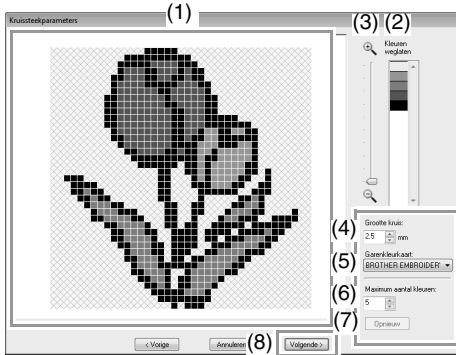 (1)
Kruissteekparameters
(3) (2)
Kleuren
weglaten
(4) Grootte kruis:
2.5 mm
(5) Garenkleurkaart:
BROTHER EMBROIDERY
(6) Maximum aantal kleuren:
5
(7) Opnieuw
< Vorige
Annuleren
(8) Volgende >